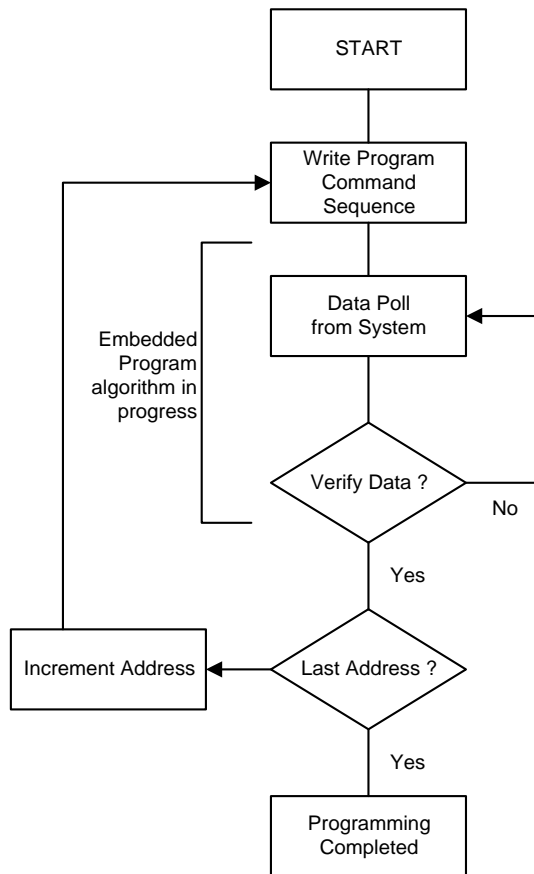 START
Write Program
Command
Sequence
Data Poll
from System
Embedded
Program
algorithm in
progress
Verify Data ?
No
Yes
Increment Address
Last Address ?
Yes
Programming
Completed